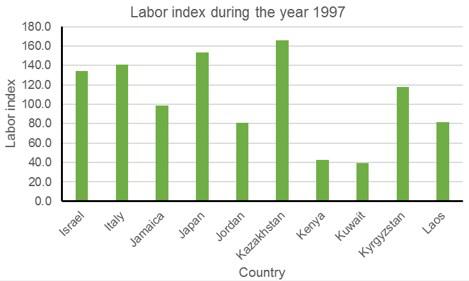 Labor index during the year 1997
Labor index
180.0
160.0
140.0
120.0
100.0
80.0
60.0
40.0
20.0
0.0
Israel
Italy
Jamaica
Japan
Jordan
Kazakhstan
Kenya
Kuwait
Kyrgyzstan
Laos
Country